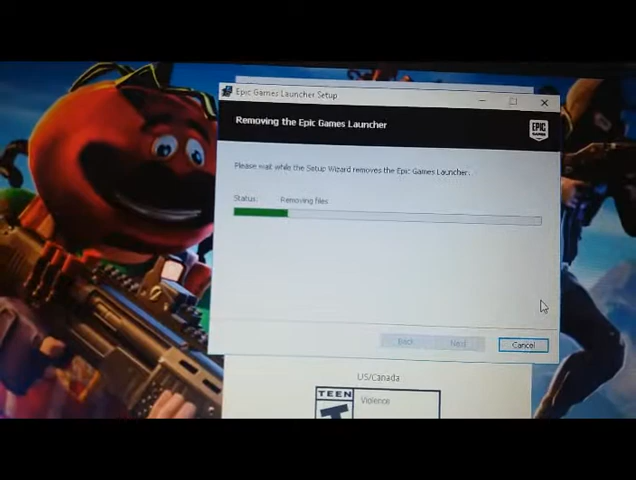 Epic Games Launcher Setup
Removing the Epic Games Launcher
EPIC
GAMES
Please wait while the Setup Wizard removes the Epic Games Launcher.
Status: Removing files
Back Next Cancel
US/Canada
TEEN
T
Violence